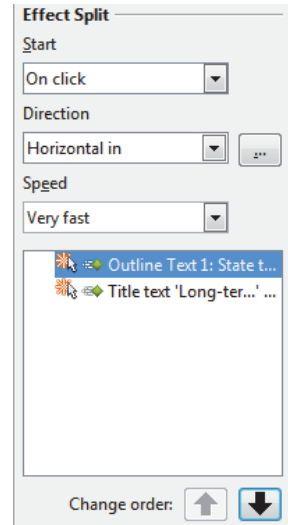 Effect Split
Start
On click
Direction
Horizontal in
...
Speed
Very fast
Outline Text 1: State t...
Title text 'Long-ter...' ...
Change order: